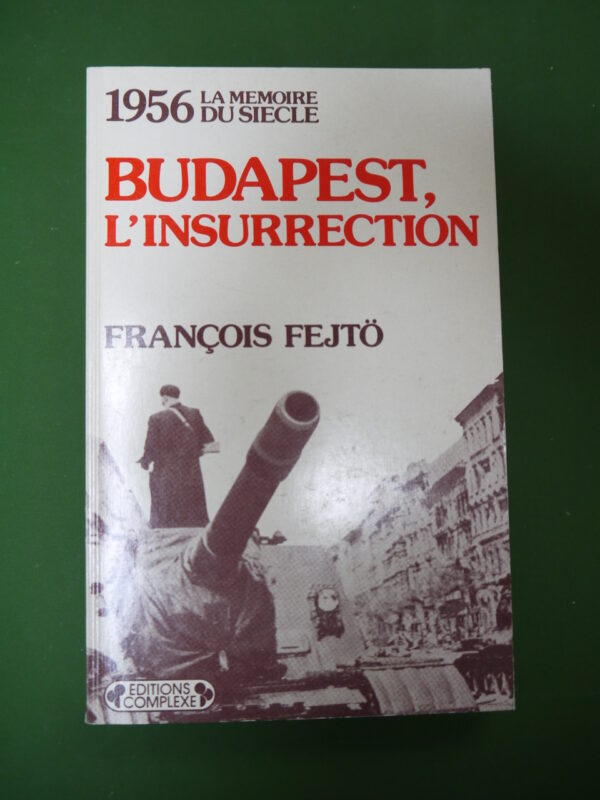 1956 LA MEMOIRE
DU SIECLE
BUDAPEST,
L'INSURRECTION
FRANÇOIS FEJTÖ
EDITIONS
COMPLEXE